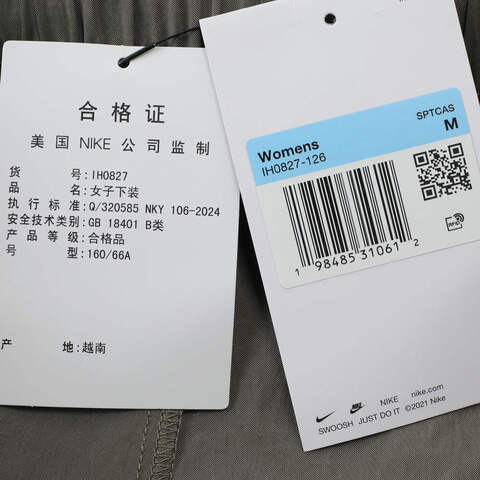 合格证
美国 NIKE 公司监制
货 号:IH0827
品 名:女子下装
执行标准:Q/320585 NKY 106-2024
安全技术类别:GB 18401 B类
产品等级:合格品
号 型:160/66A
产 地:越南
SPTCAS
Womens M
IH0827-126
RFID
1 98485 31061 2
NIKE nike.com
SWOOSH JUST DO IT ©2021 Nike